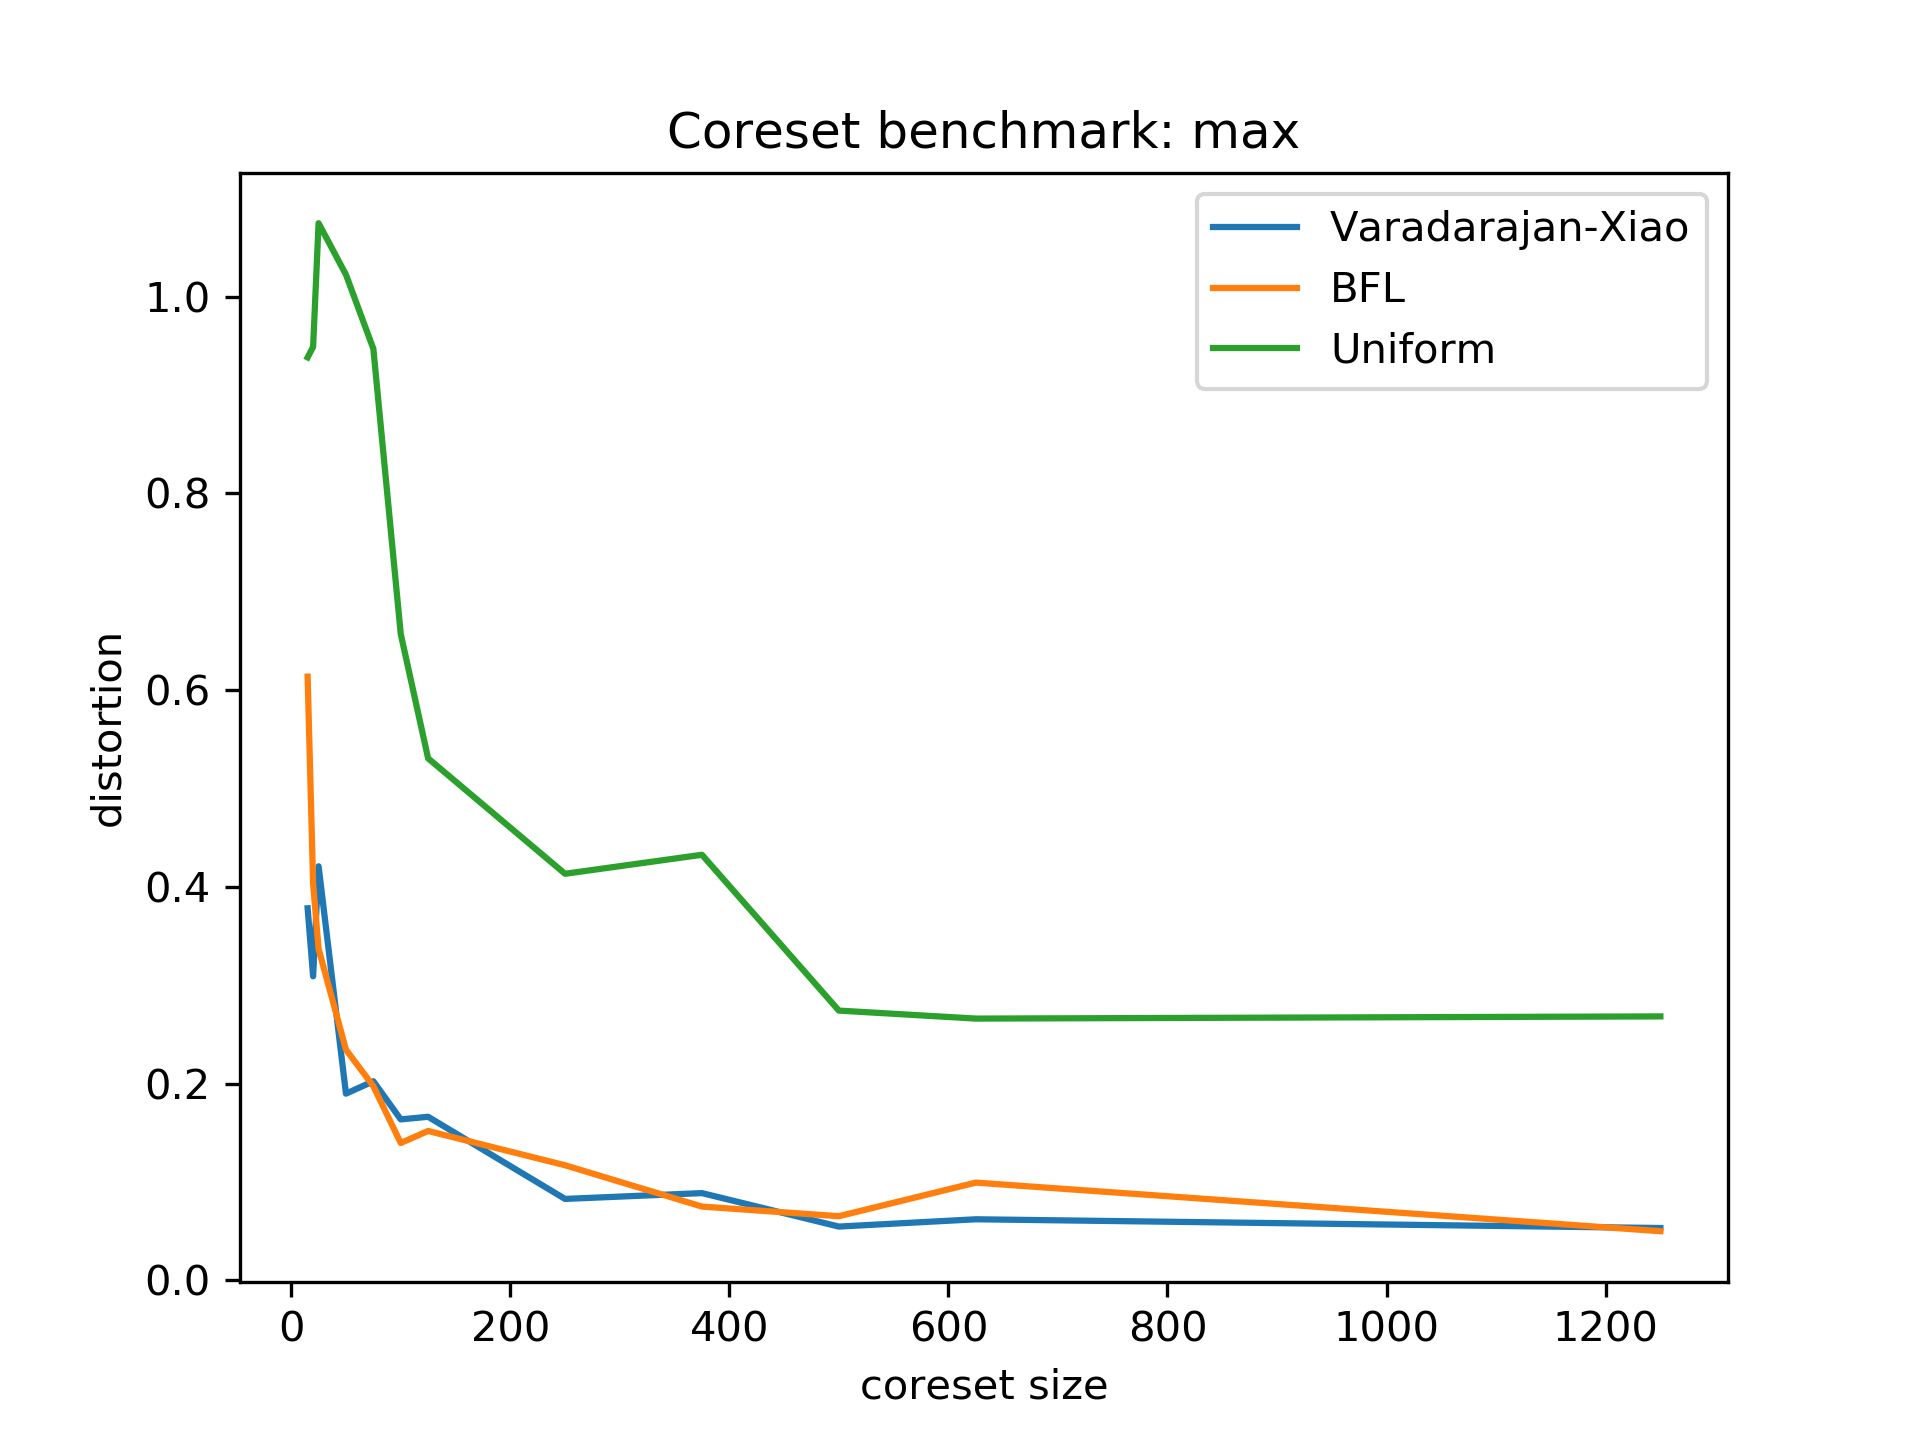 Coreset benchmark: max
Varadarajan-Xiao
BFL
Uniform
distortion
1.0
0.8
0.6
0.4
0.2
0.0
0 200 400 600 800 1000 1200
coreset size